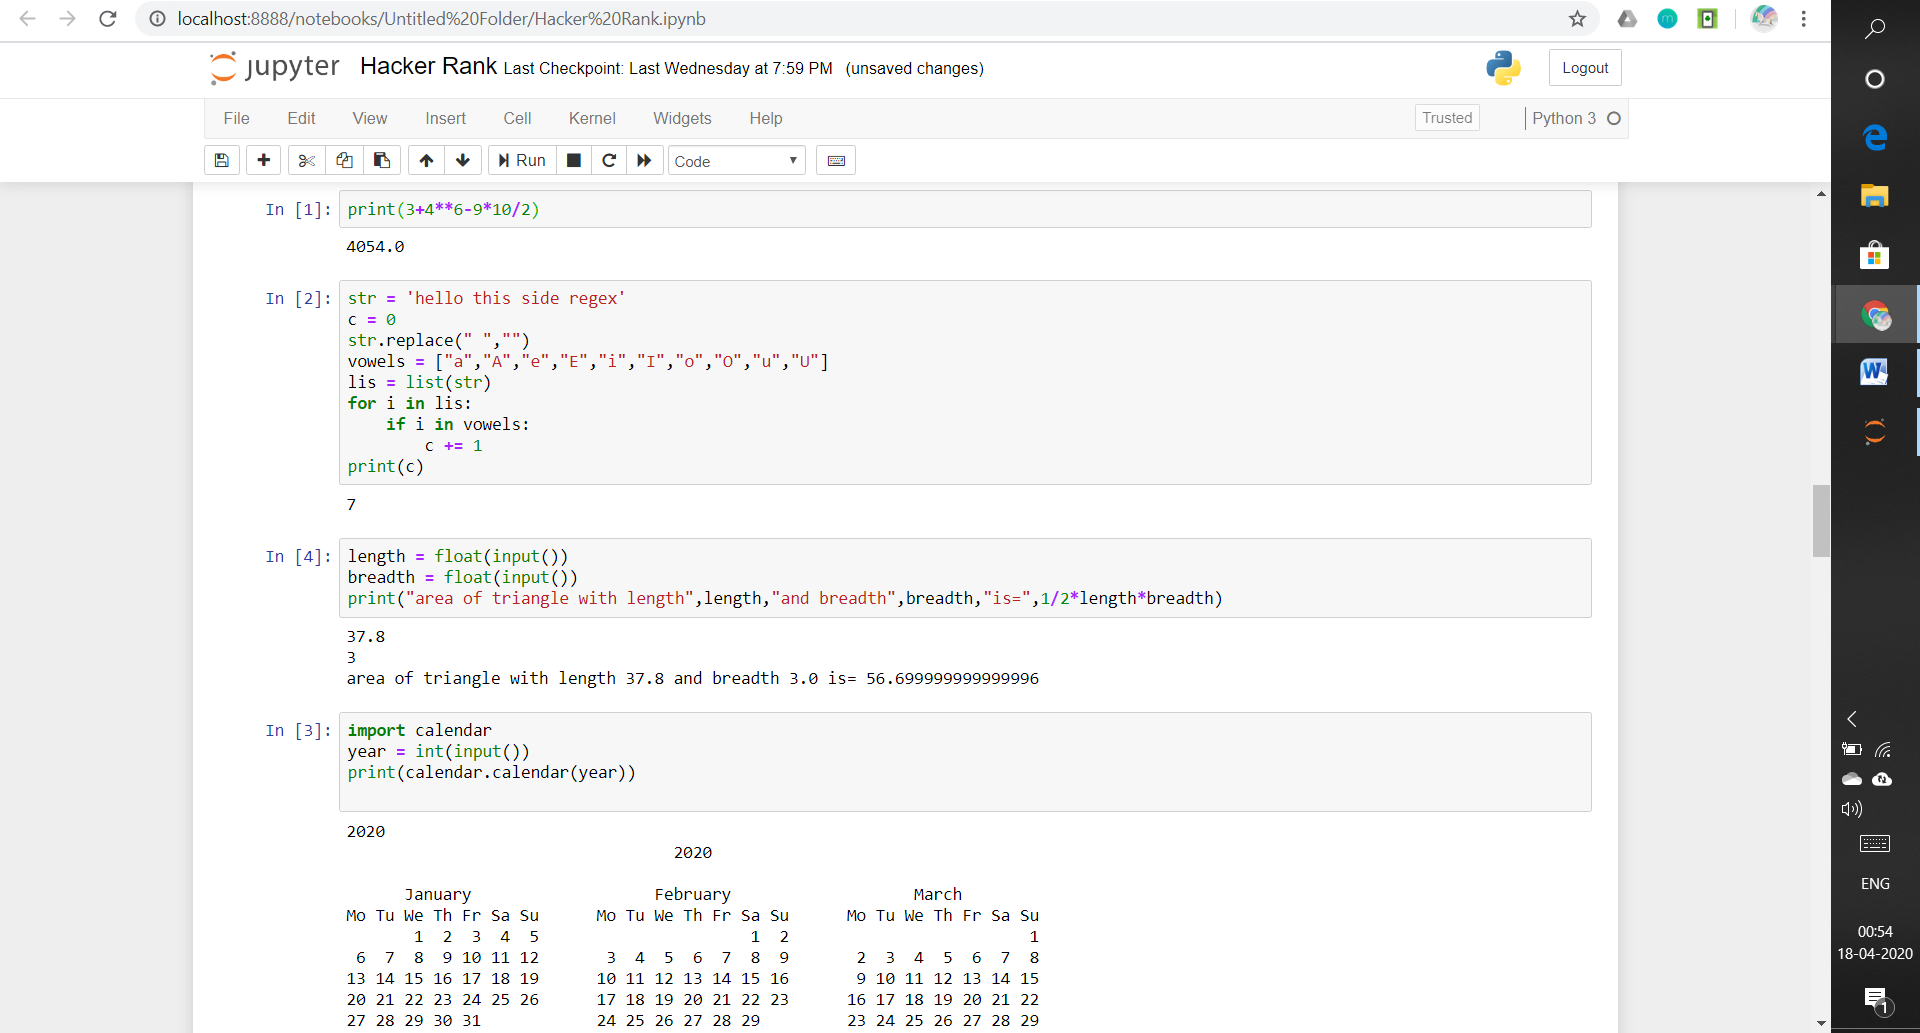 localhost:8888/notebooks/Untitled%20Folder/Hacker%20Rank.ipynb
jupyter Hacker Rank Last Checkpoint: Last Wednesday at 7:59 PM (unsaved changes)
Logout
File Edit View Insert Cell Kernel Widgets Help
Trusted
Python 3
Run
Code
In [1]: print(3+4**6-9*10/2)
4054.0
In [2]: str = 'hello this side regex'
c = 0
str.replace(" ","")
vowels = ["a","A","e","E","i","I","o","O","u","U"]
lis = list(str)
for i in lis:
    if i in vowels:
        c += 1
print(c)
7
In [4]: length = float(input())
breadth = float(input())
print("area of triangle with length",length,"and breadth",breadth,"is=",1/2*length*breadth)
37.8
3
area of triangle with length 37.8 and breadth 3.0 is= 56.699999999999996
In [3]: import calendar
year = int(input())
print(calendar.calendar(year))
2020
                                  2020

      January                   February                   March
Mo Tu We Th Fr Sa Su      Mo Tu We Th Fr Sa Su      Mo Tu We Th Fr Sa Su
       1  2  3  4  5                      1  2                         1
 6  7  8  9 10 11 12       3  4  5  6  7  8  9       2  3  4  5  6  7  8
13 14 15 16 17 18 19      10 11 12 13 14 15 16       9 10 11 12 13 14 15
20 21 22 23 24 25 26      17 18 19 20 21 22 23      16 17 18 19 20 21 22
27 28 29 30 31            24 25 26 27 28 29         23 24 25 26 27 28 29
ENG
00:54
18-04-2020
1